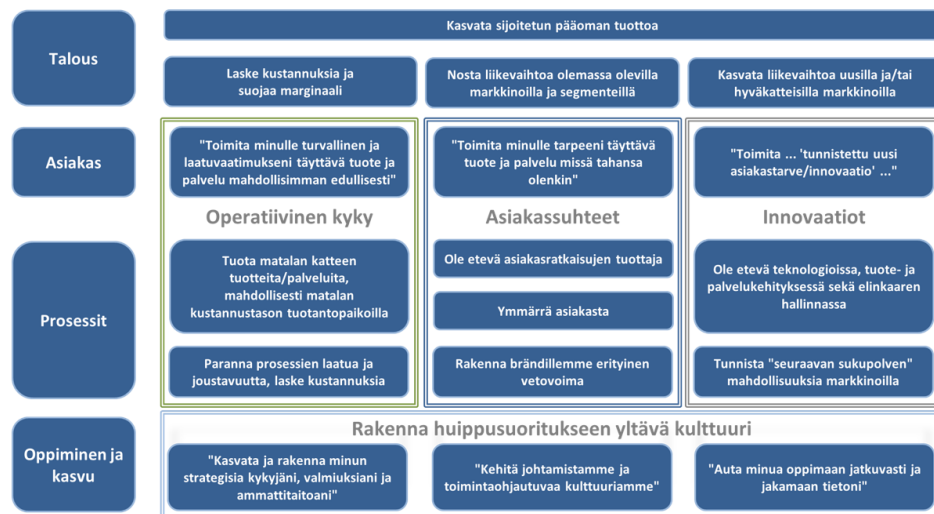 Talous
Kasvata sijoitetun pääoman tuottoa
Laske kustannuksia ja
suojaa marginaali
Nosta liikevaihtoa olemassa olevilla
markkinoilla ja segmenteillä
Kasvata liikevaihtoa uusilla ja/tai
hyväkatteisilla markkinoilla
Asiakas
"Toimita minulle turvallinen ja
laatuvaatimukseni täyttävä tuote ja
palvelu mahdollisimman edullisesti"
"Toimita minulle tarpeeni täyttävä
tuote ja palvelu missä tahansa
olenkin"
"Toimita ... 'tunnistettu uusi
asiakastarve/innovaatio' ..."
Operatiivinen kyky
Asiakassuhteet
Innovaatiot
Prosessit
Tuota matalan katteen
tuotteita/palveluita,
mahdollisesti matalan
kustannustason tuotantopaikoilla
Ole etevä asiakasratkaisujen tuottaja
Ymmärrä asiakasta
Ole etevä teknologioissa, tuote- ja
palvelukehityksessä sekä elinkaaren
hallinnassa
Paranna prosessien laatua ja
joustavuutta, laske kustannuksia
Rakenna brändillemme erityinen
vetovoima
Tunnista "seuraavan sukupolven"
mahdollisuuksia markkinoilla
Oppiminen ja
kasvu
Rakenna huippusuoritukseen yltävä kulttuuri
"Kasvata ja rakenna minun
strategisia kykyjäni, valmiuksiani ja
ammattitaitoani"
"Kehitä johtamistamme ja
toimintaohjautuvaa kulttuuriamme"
"Auta minua oppimaan jatkuvasti ja
jakamaan tietoni"